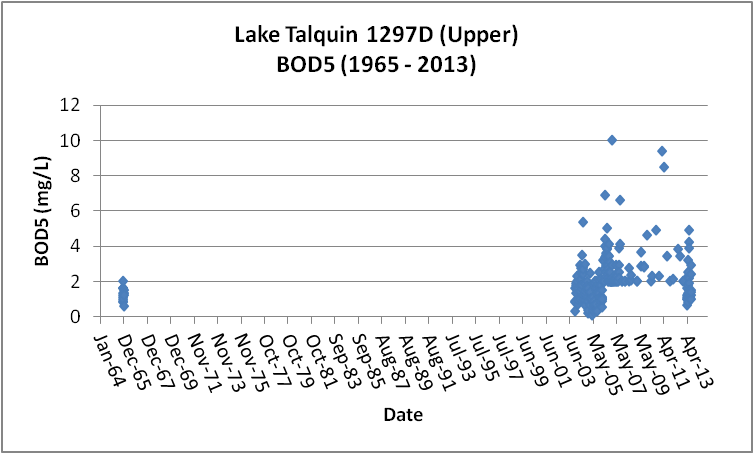 Lake Talquin 1297D (Upper)
BOD5 (1965 - 2013)
BOD5 (mg/L)
12
10
8
6
4
2
0
Jan-64
Dec-65
Dec-67
Dec-69
Nov-71
Nov-73
Nov-75
Oct-77
Oct-79
Oct-81
Sep-83
Sep-85
Aug-87
Aug-89
Aug-91
Jul-93
Jul-95
Jul-97
Jun-99
Jun-01
Jun-03
May-05
May-07
May-09
Apr-11
Apr-13
Date